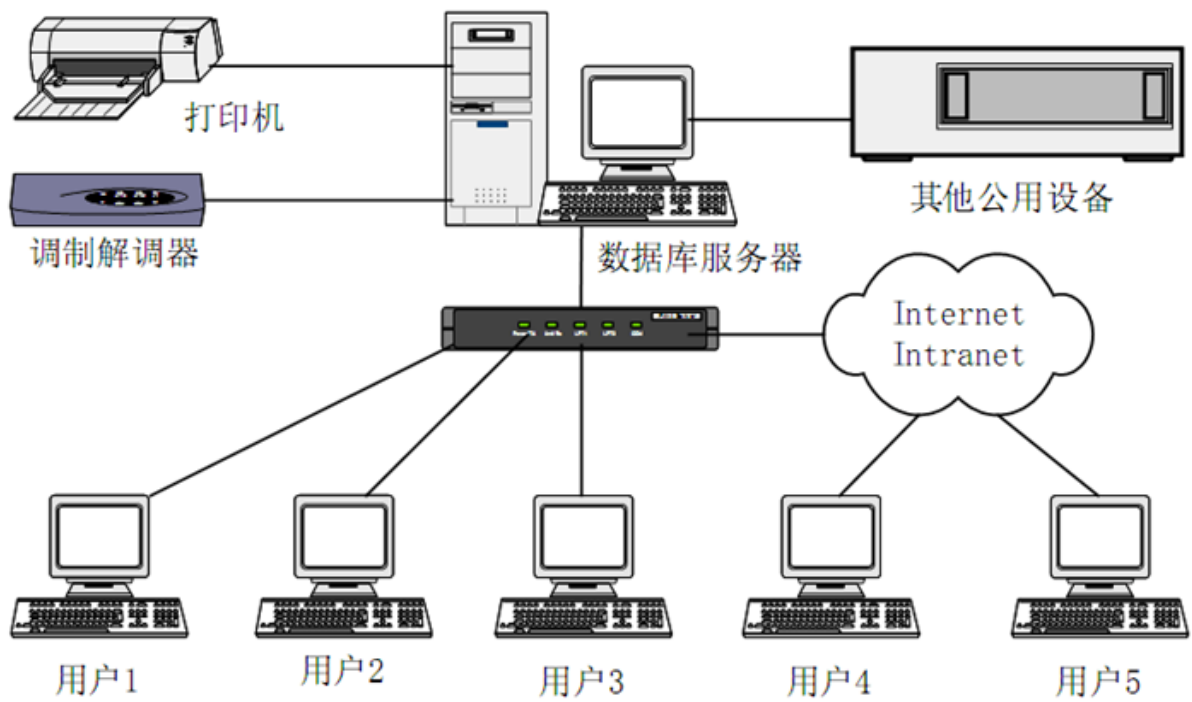 打印机
其他公用设备
调制解调器
数据库服务器
Internet
Intranet
用户1
用户2
用户3
用户4
用户5